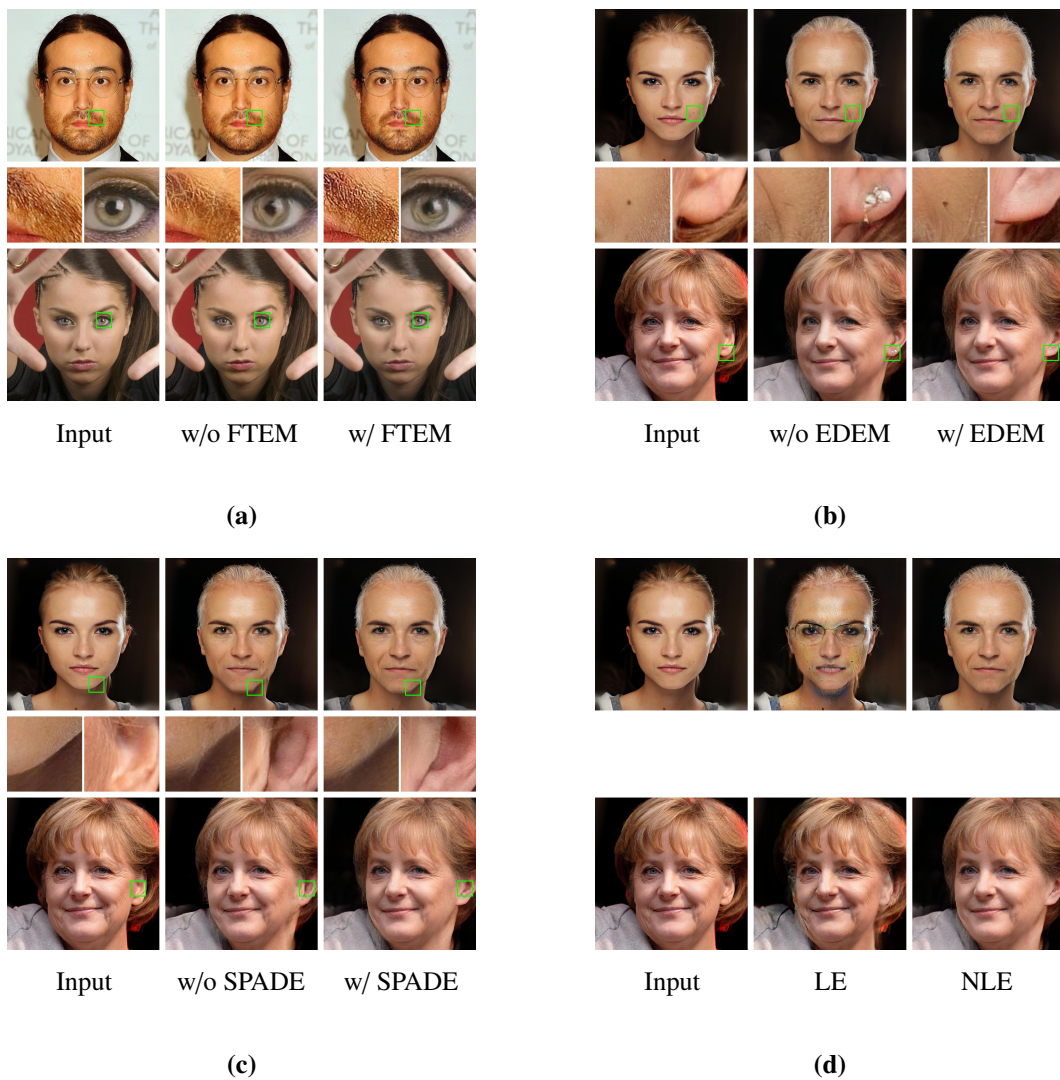 Input w/o FTEM w/ FTEM
(a)
Input w/o EDEM w/ EDEM
(b)
Input w/o SPADE w/ SPADE
(c)
Input LE NLE
(d)